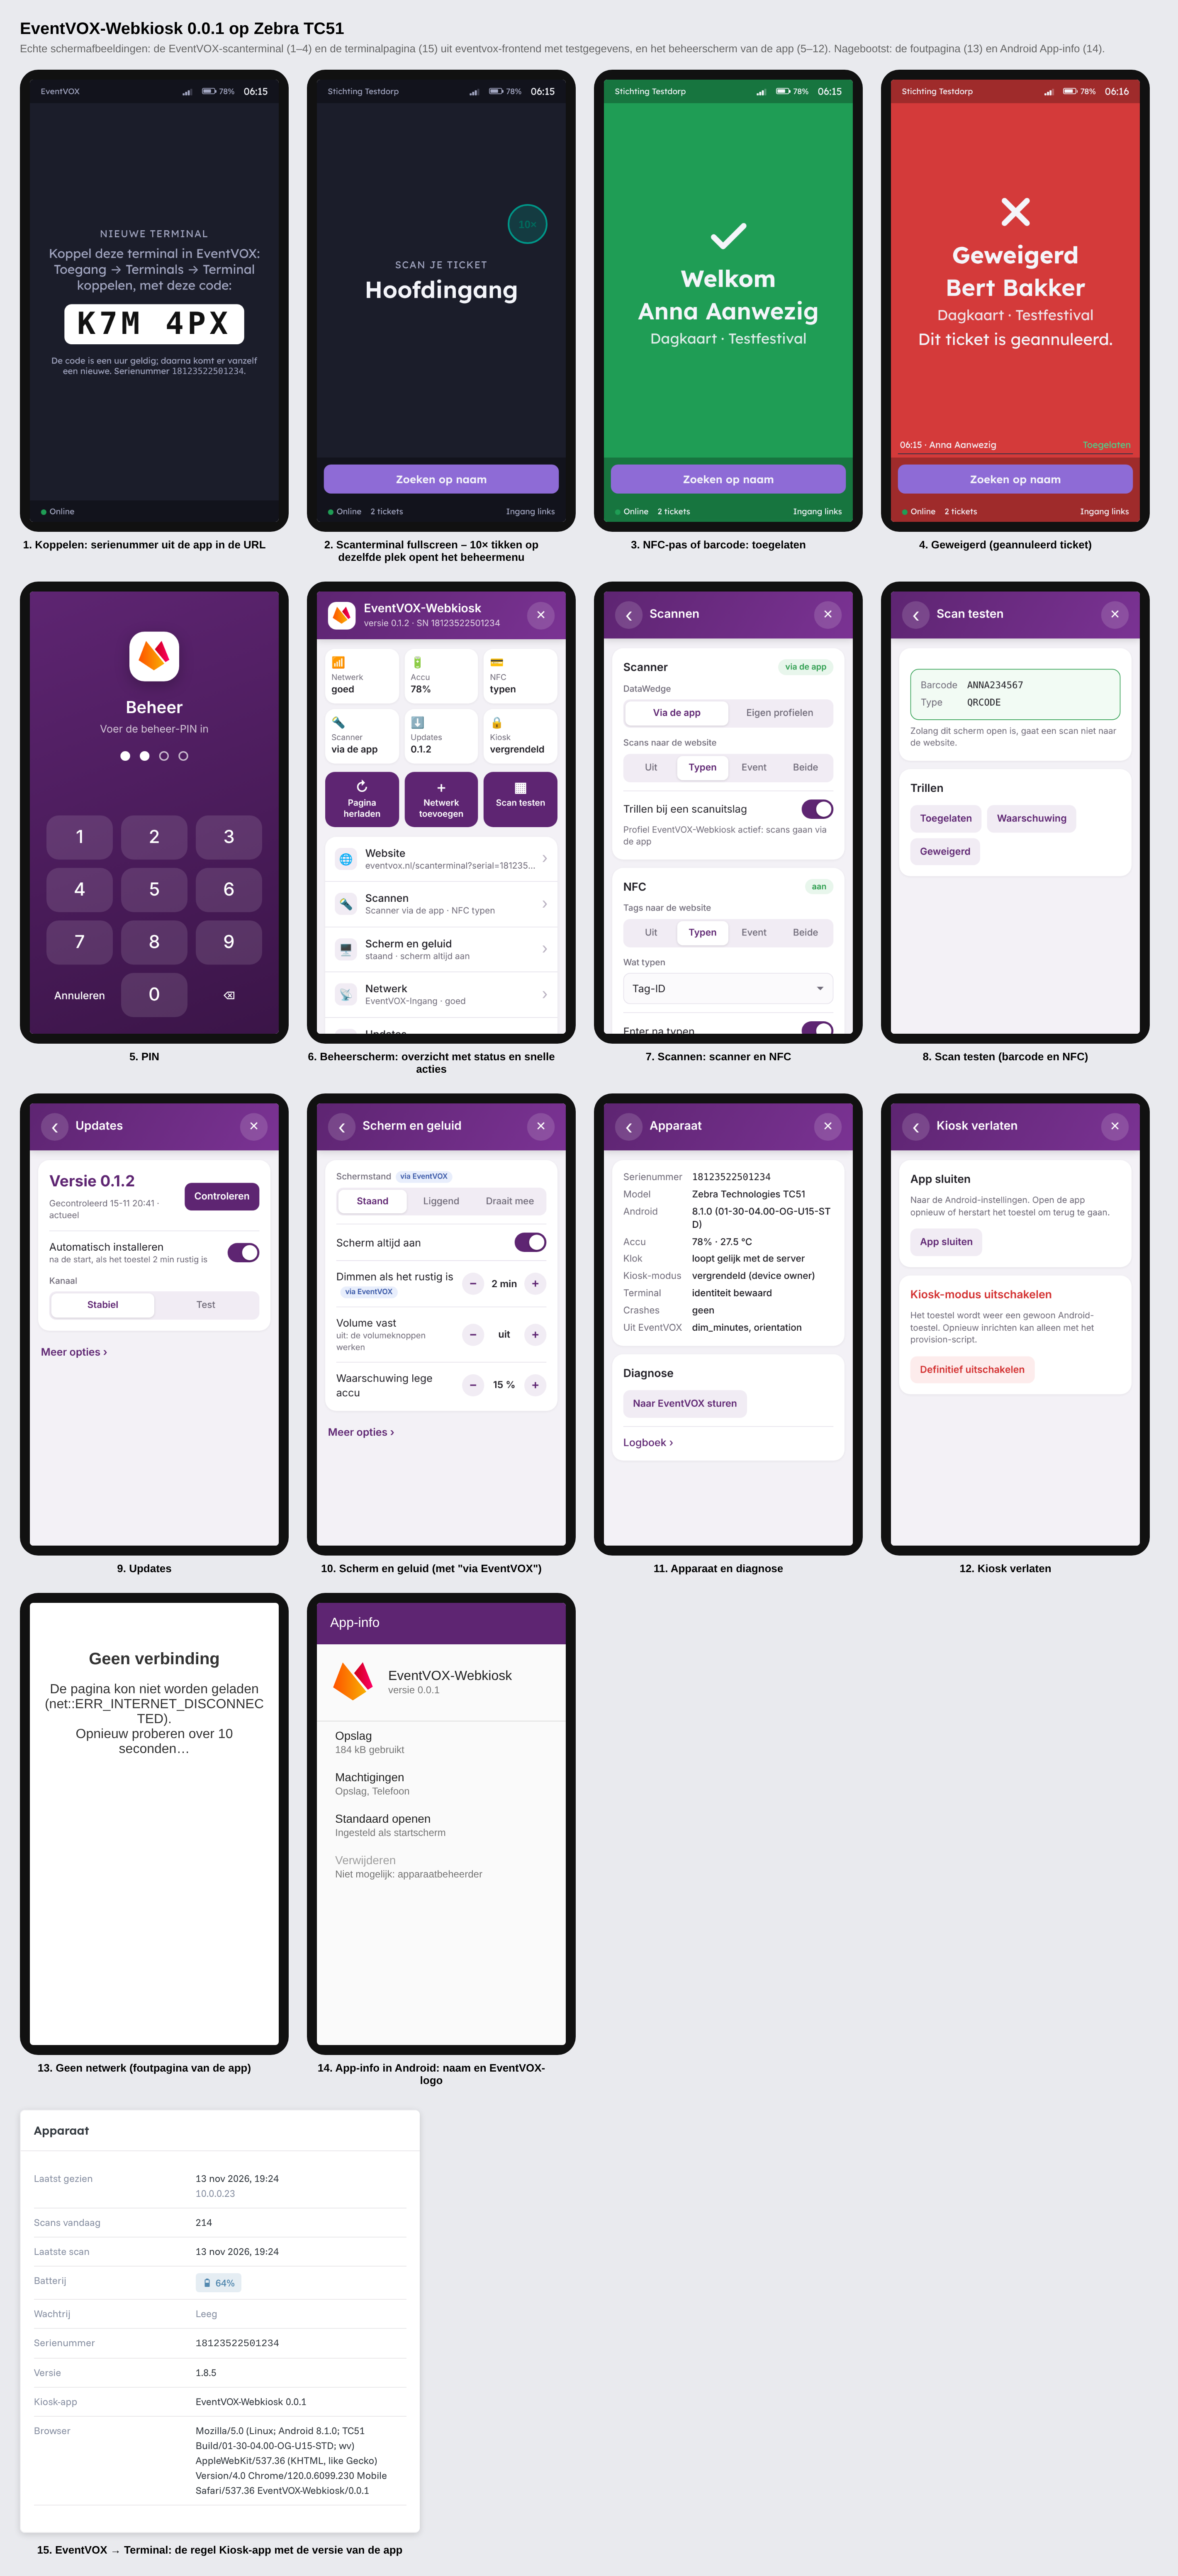 EventVOX-Webkiosk 0.0.1 op Zebra TC51
Echte schermafbeeldingen: de EventVOX-scanterminal (1–4) en de terminalpagina (15) uit eventvox-frontend met testgegevens, en het beheerscherm van de app (5–12). Nagebootst: de foutpagina (13) en Android App-info (14).
EventVOX 78% 06:15
NIEUWE TERMINAL
Koppel deze terminal in EventVOX:
Toegang → Terminals → Terminal
koppelen, met deze code:
K7M 4PX
De code is een uur geldig; daarna komt er vanzelf
een nieuwe. Serienummer 18123522501234.
Online
1. Koppelen: serienummer uit de app in de URL
Stichting Testdorp 78% 06:15
10×
SCAN JE TICKET
Hoofdingang
Zoeken op naam
Online 2 tickets Ingang links
2. Scanterminal fullscreen – 10× tikken op
dezelfde plek opent het beheermenu
Stichting Testdorp 78% 06:15
Welkom
Anna Aanwezig
Dagkaart · Testfestival
Zoeken op naam
Online 2 tickets Ingang links
3. NFC-pas of barcode: toegelaten
Stichting Testdorp 78% 06:16
Geweigerd
Bert Bakker
Dagkaart · Testfestival
Dit ticket is geannuleerd.
06:15 · Anna Aanwezig Toegelaten
Zoeken op naam
Online 2 tickets Ingang links
4. Geweigerd (geannuleerd ticket)
Beheer
Voer de beheer-PIN in
1 2 3
4 5 6
7 8 9
Annuleren 0 ⌫
5. PIN
EventVOX-Webkiosk
versie 0.1.2 · SN 18123522501234
✕
Netwerk Accu NFC
goed 78% typen
Scanner Updates Kiosk
via de app 0.1.2 vergrendeld
Pagina herladen
Netwerk toevoegen
Scan testen
Website
eventvox.nl/scanterminal?serial=181235...
Scannen
Scanner via de app · NFC typen
Scherm en geluid
staand · scherm altijd aan
Netwerk
EventVOX-Ingang · goed
Updates
6. Beheerscherm: overzicht met status en snelle
acties
‹ Scannen ✕
Scanner via de app
DataWedge
Via de app Eigen profielen
Scans naar de website
Uit Typen Event Beide
Trillen bij een scanuitslag
Profiel EventVOX-Webkiosk actief: scans gaan via
de app
NFC aan
Tags naar de website
Uit Typen Event Beide
Wat typen
Tag-ID
Enter na typen
7. Scannen: scanner en NFC
‹ Scan testen ✕
Barcode ANNA234567
Type QRCODE
Zolang dit scherm open is, gaat een scan niet naar
de website.
Trillen
Toegelaten Waarschuwing
Geweigerd
8. Scan testen (barcode en NFC)
‹ Updates ✕
Versie 0.1.2
Gecontroleerd 15-11 20:41 ·
actueel
Controleren
Automatisch installeren
na de start, als het toestel 2 min rustig is
Kanaal
Stabiel Test
Meer opties ›
9. Updates
‹ Scherm en geluid ✕
Schermstand via EventVOX
Staand Liggend Draait mee
Scherm altijd aan
Dimmen als het rustig is − 2 min +
via EventVOX
Volume vast − uit +
uit: de volumeknoppen
werken
Waarschuwing lege
accu
− 15 % +
Meer opties ›
10. Scherm en geluid (met "via EventVOX")
‹ Apparaat ✕
Serienummer 18123522501234
Model Zebra Technologies TC51
Android 8.1.0 (01-30-04.00-OG-U15-ST
D)
Accu 78% · 27.5 °C
Klok loopt gelijk met de server
Kiosk-modus vergrendeld (device owner)
Terminal identiteit bewaard
Crashes geen
Uit EventVOX dim_minutes, orientation
Diagnose
Naar EventVOX sturen
Logboek ›
11. Apparaat en diagnose
‹ Kiosk verlaten ✕
App sluiten
Naar de Android-instellingen. Open de app
opnieuw of herstart het toestel om terug te gaan.
App sluiten
Kiosk-modus uitschakelen
Het toestel wordt weer een gewoon Android-
toestel. Opnieuw inrichten kan alleen met het
provision-script.
Definitief uitschakelen
12. Kiosk verlaten
Geen verbinding
De pagina kon niet worden geladen
(net::ERR_INTERNET_DISCONNEC
TED).
Opnieuw proberen over 10
seconden…
13. Geen netwerk (foutpagina van de app)
App-info
EventVOX-Webkiosk
versie 0.0.1
Opslag
184 kB gebruikt
Machtigingen
Opslag, Telefoon
Standaard openen
Ingesteld als startscherm
Verwijderen
Niet mogelijk: apparaatbeheerder
14. App-info in Android: naam en EventVOX-
logo
Apparaat
Laatst gezien 13 nov 2026, 19:24
10.0.0.23
Scans vandaag 214
Laatste scan 13 nov 2026, 19:24
Batterij 64%
Wachtrij Leeg
Serienummer 18123522501234
Versie 1.8.5
Kiosk-app EventVOX-Webkiosk 0.0.1
Browser Mozilla/5.0 (Linux; Android 8.1.0; TC51
Build/01-30-04.00-OG-U15-STD; wv)
AppleWebKit/537.36 (KHTML, like Gecko)
Version/4.0 Chrome/120.0.6099.230 Mobile
Safari/537.36 EventVOX-Webkiosk/0.0.1
15. EventVOX → Terminal: de regel Kiosk-app met de versie van de app